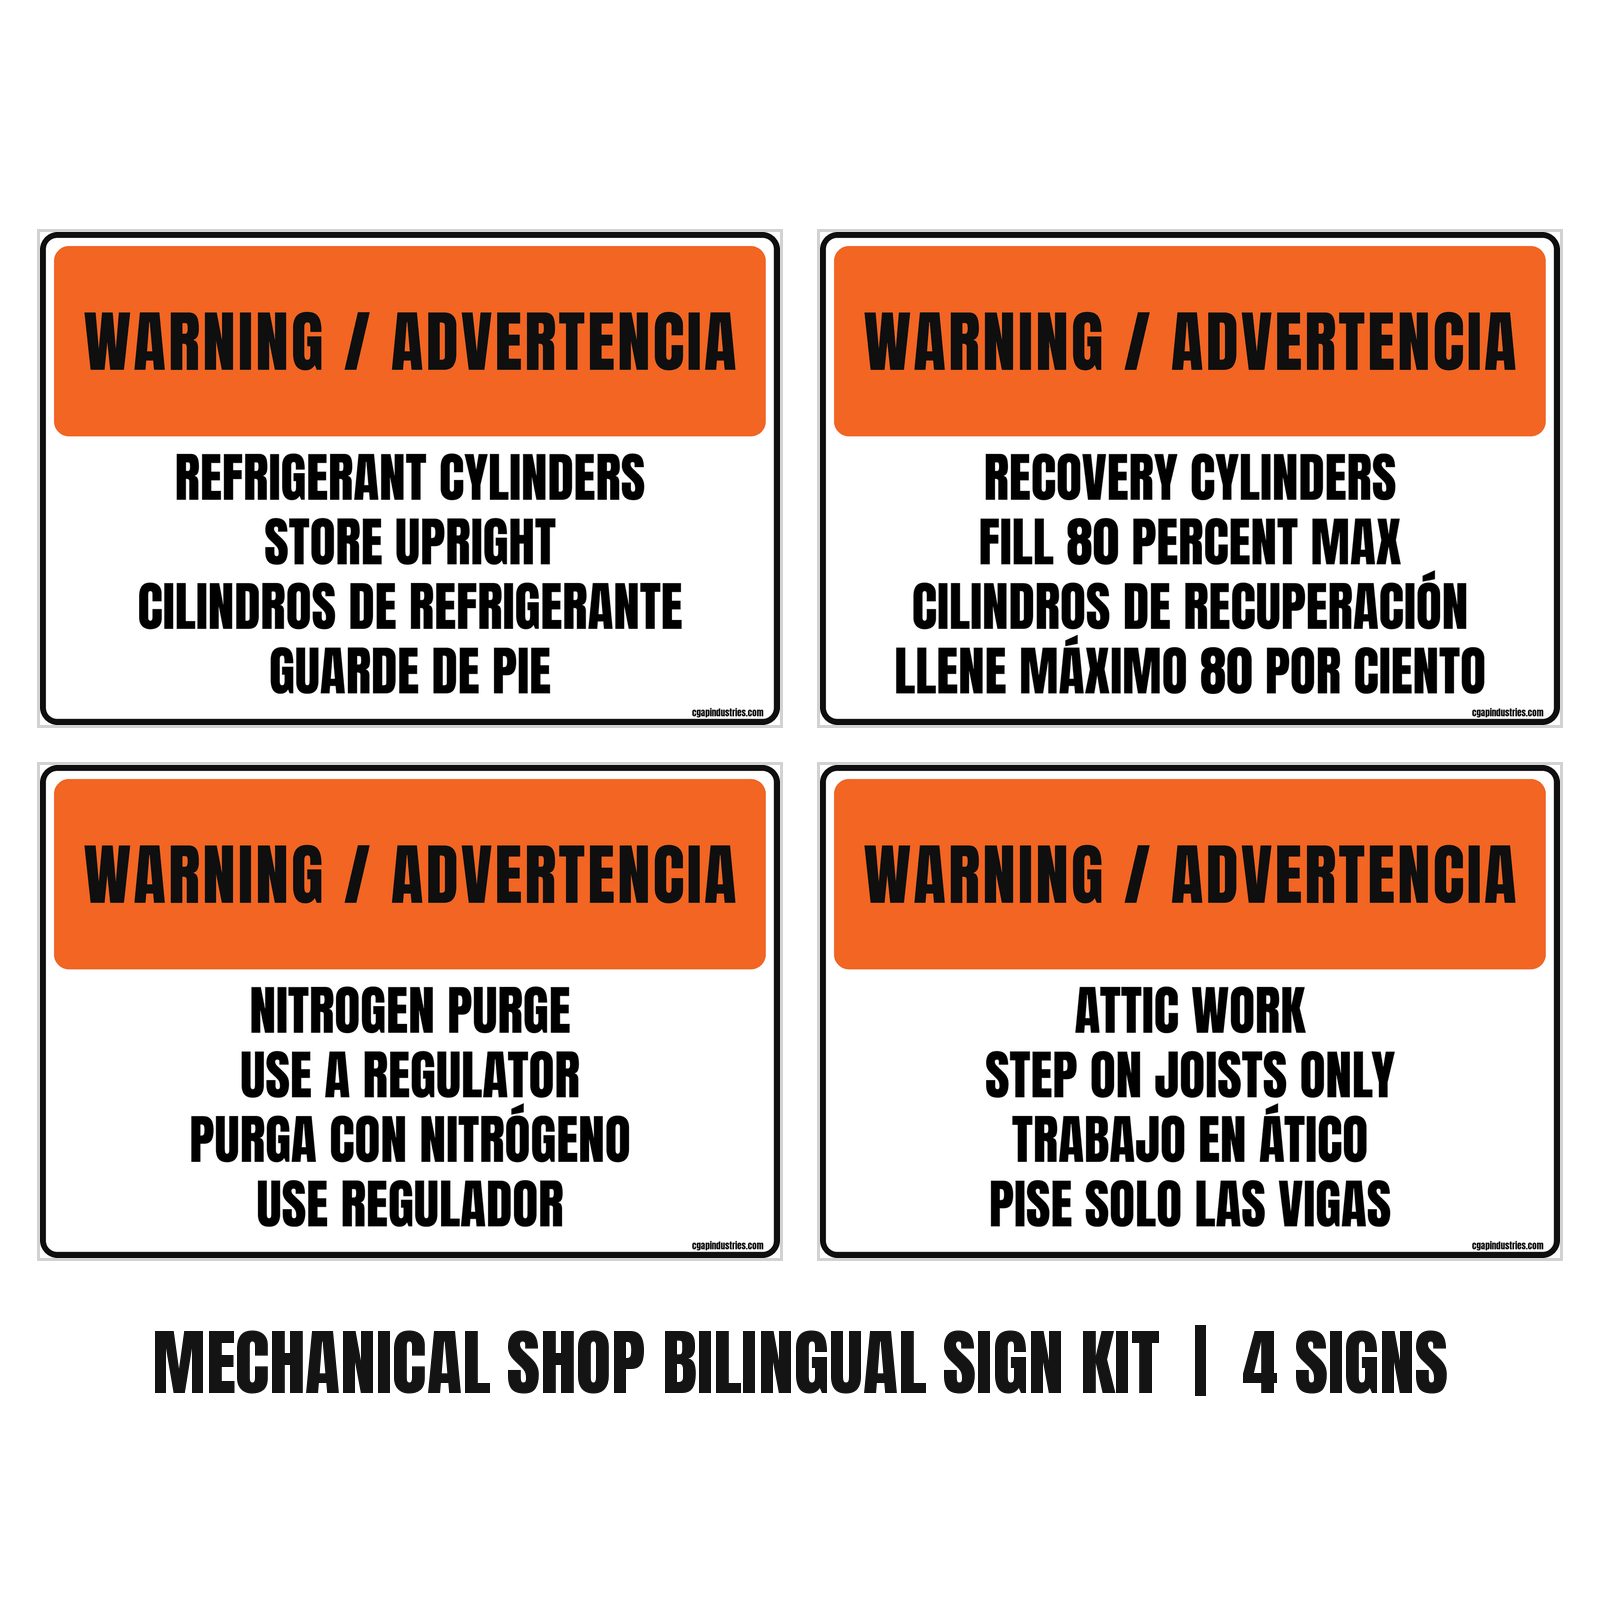 WARNING / ADVERTENCIA
REFRIGERANT CYLINDERS
STORE UPRIGHT
CILINDROS DE REFRIGERANTE
GUARDE DE PIE
cgapindustries.com
WARNING / ADVERTENCIA
RECOVERY CYLINDERS
FILL 80 PERCENT MAX
CILINDROS DE RECUPERACIÓN
LLENE MÁXIMO 80 POR CIENTO
cgapindustries.com
WARNING / ADVERTENCIA
NITROGEN PURGE
USE A REGULATOR
PURGA CON NITRÓGENO
USE REGULADOR
cgapindustries.com
WARNING / ADVERTENCIA
ATTIC WORK
STEP ON JOISTS ONLY
TRABAJO EN ÁTICO
PISE SOLO LAS VIGAS
cgapindustries.com
MECHANICAL SHOP BILINGUAL SIGN KIT | 4 SIGNS